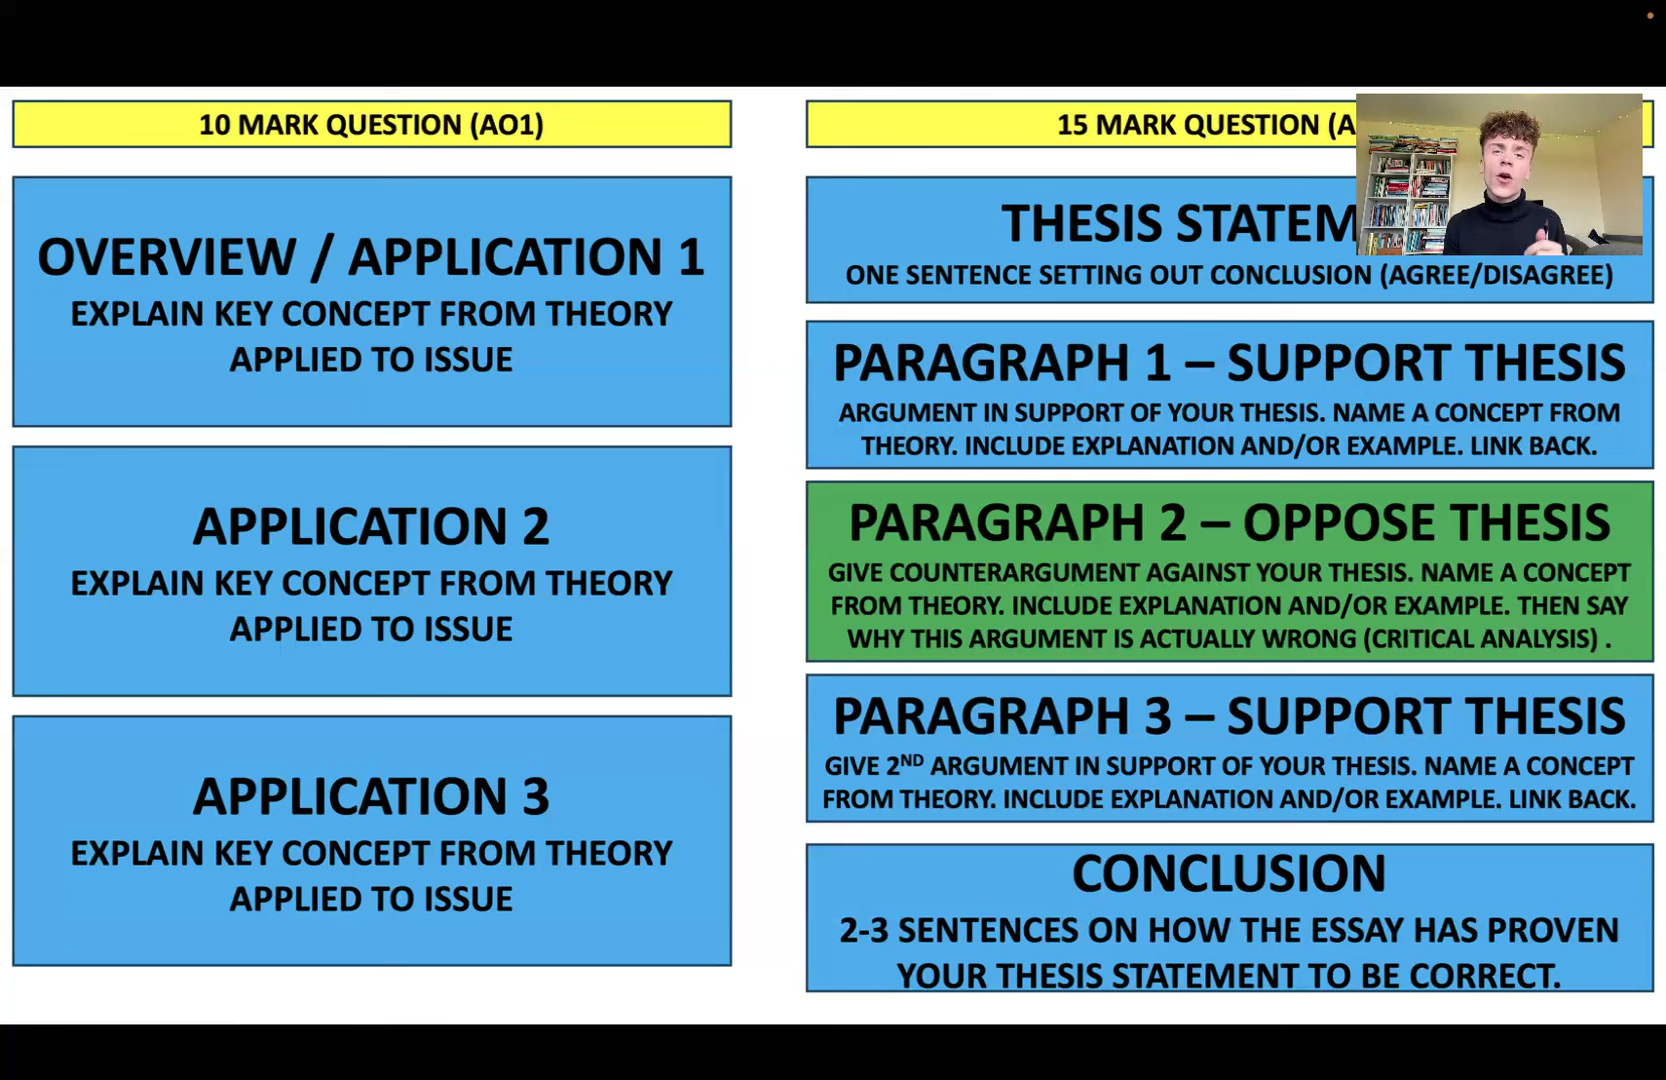 10 MARK QUESTION (AO1)
OVERVIEW / APPLICATION 1
EXPLAIN KEY CONCEPT FROM THEORY
APPLIED TO ISSUE
APPLICATION 2
EXPLAIN KEY CONCEPT FROM THEORY
APPLIED TO ISSUE
APPLICATION 3
EXPLAIN KEY CONCEPT FROM THEORY
APPLIED TO ISSUE
15 MARK QUESTION (A
THESIS STATEM
ONE SENTENCE SETTING OUT CONCLUSION (AGREE/DISAGREE)
PARAGRAPH 1 – SUPPORT THESIS
ARGUMENT IN SUPPORT OF YOUR THESIS. NAME A CONCEPT FROM
THEORY. INCLUDE EXPLANATION AND/OR EXAMPLE. LINK BACK.
PARAGRAPH 2 – OPPOSE THESIS
GIVE COUNTERARGUMENT AGAINST YOUR THESIS. NAME A CONCEPT
FROM THEORY. INCLUDE EXPLANATION AND/OR EXAMPLE. THEN SAY
WHY THIS ARGUMENT IS ACTUALLY WRONG (CRITICAL ANALYSIS) .
PARAGRAPH 3 – SUPPORT THESIS
GIVE 2ND ARGUMENT IN SUPPORT OF YOUR THESIS. NAME A CONCEPT
FROM THEORY. INCLUDE EXPLANATION AND/OR EXAMPLE. LINK BACK.
CONCLUSION
2-3 SENTENCES ON HOW THE ESSAY HAS PROVEN
YOUR THESIS STATEMENT TO BE CORRECT.